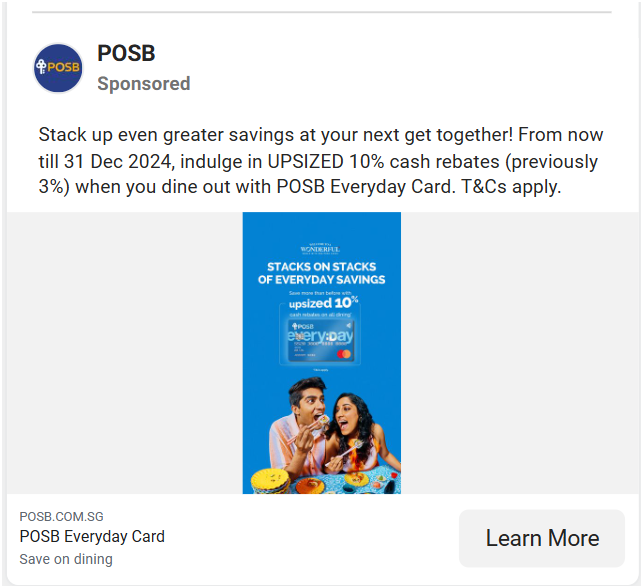 POSB
POSB
Sponsored
Stack up even greater savings at your next get together! From now
till 31 Dec 2024, indulge in UPSIZED 10% cash rebates (previously
3%) when you dine out with POSB Everyday Card. T&Cs apply.
WONDERFUL
STACKS ON STACKS
OF EVERYDAY SAVINGS
Save more than before with
upsized 10%
cash rebates on all dining
POSB
every:day
POSB.COM.SG
POSB Everyday Card
Save on dining
Learn More